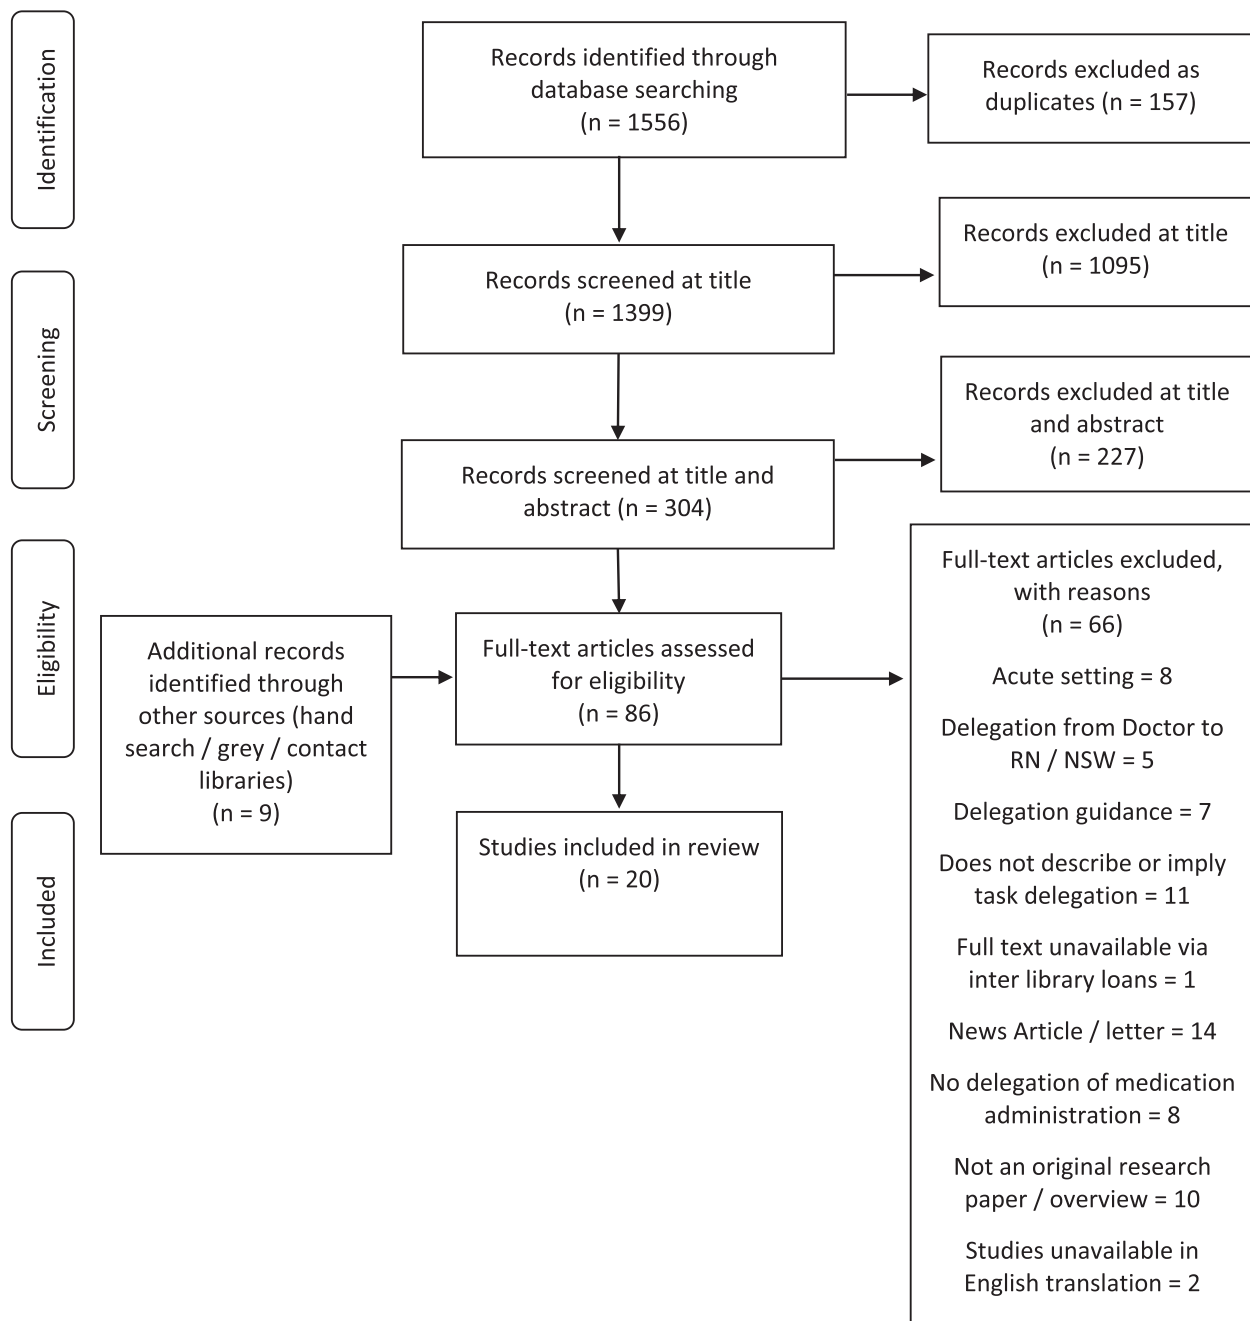 Identification
Records identified through
database searching
(n = 1556)
Records excluded as
duplicates (n = 157)
Screening
Records screened at title
(n = 1399)
Records excluded at title
(n = 1095)
Records screened at title and
abstract (n = 304)
Records excluded at title
and abstract
(n = 227)
Eligibility
Additional records
identified through
other sources (hand
search / grey / contact
libraries)
(n = 9)
Full-text articles assessed
for eligibility
(n = 86)
Full-text articles excluded,
with reasons
(n = 66)
Acute setting = 8
Delegation from Doctor to
RN / NSW = 5
Delegation guidance = 7
Does not describe or imply
task delegation = 11
Full text unavailable via
inter library loans = 1
News Article / letter = 14
No delegation of medication
administration = 8
Not an original research
paper / overview = 10
Studies unavailable in
English translation = 2
Included
Studies included in review
(n = 20)